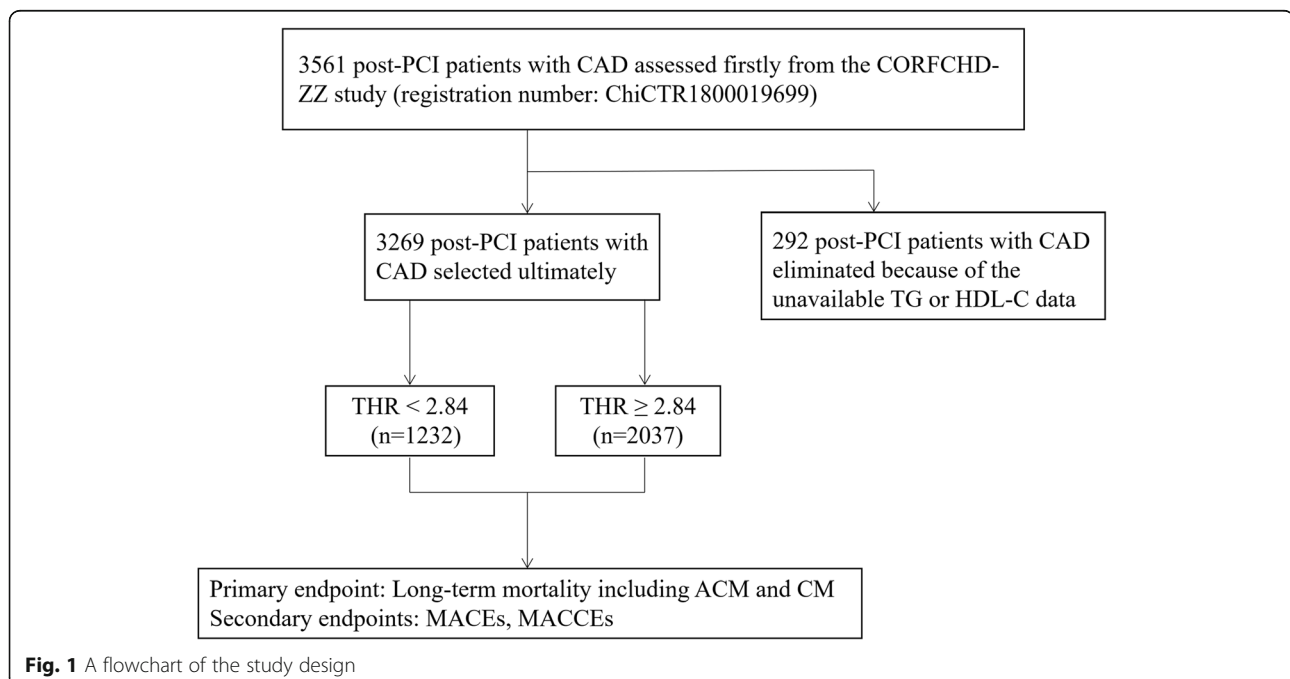 3561 post-PCI patients with CAD assessed firstly from the CORFCHD-
ZZ study (registration number: ChiCTR1800019699)
3269 post-PCI patients with
CAD selected ultimately
292 post-PCI patients with CAD
eliminated because of the
unavailable TG or HDL-C data
THR < 2.84
(n=1232)
THR ≥ 2.84
(n=2037)
Primary endpoint: Long-term mortality including ACM and CM
Secondary endpoints: MACEs, MACCEs
Fig. 1 A flowchart of the study design